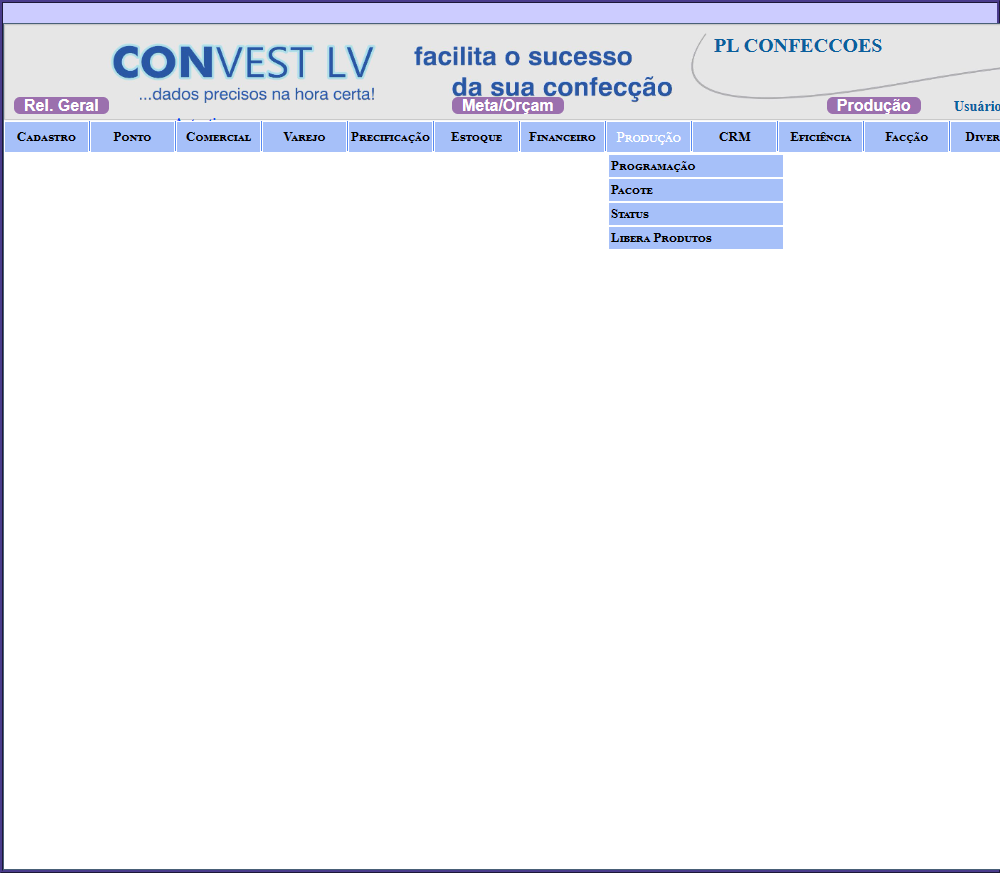 CONVEST LV
...dados precisos na hora certa!
facilita o sucesso
da sua confecção
PL CONFECCOES
Rel. Geral
Meta/Orçam
Produção
Usuário
Cadastro
Ponto
Comercial
Varejo
Precificação
Estoque
Financeiro
Produção
CRM
Eficiência
Facção
Diver
Programação
Pacote
Status
Libera Produtos